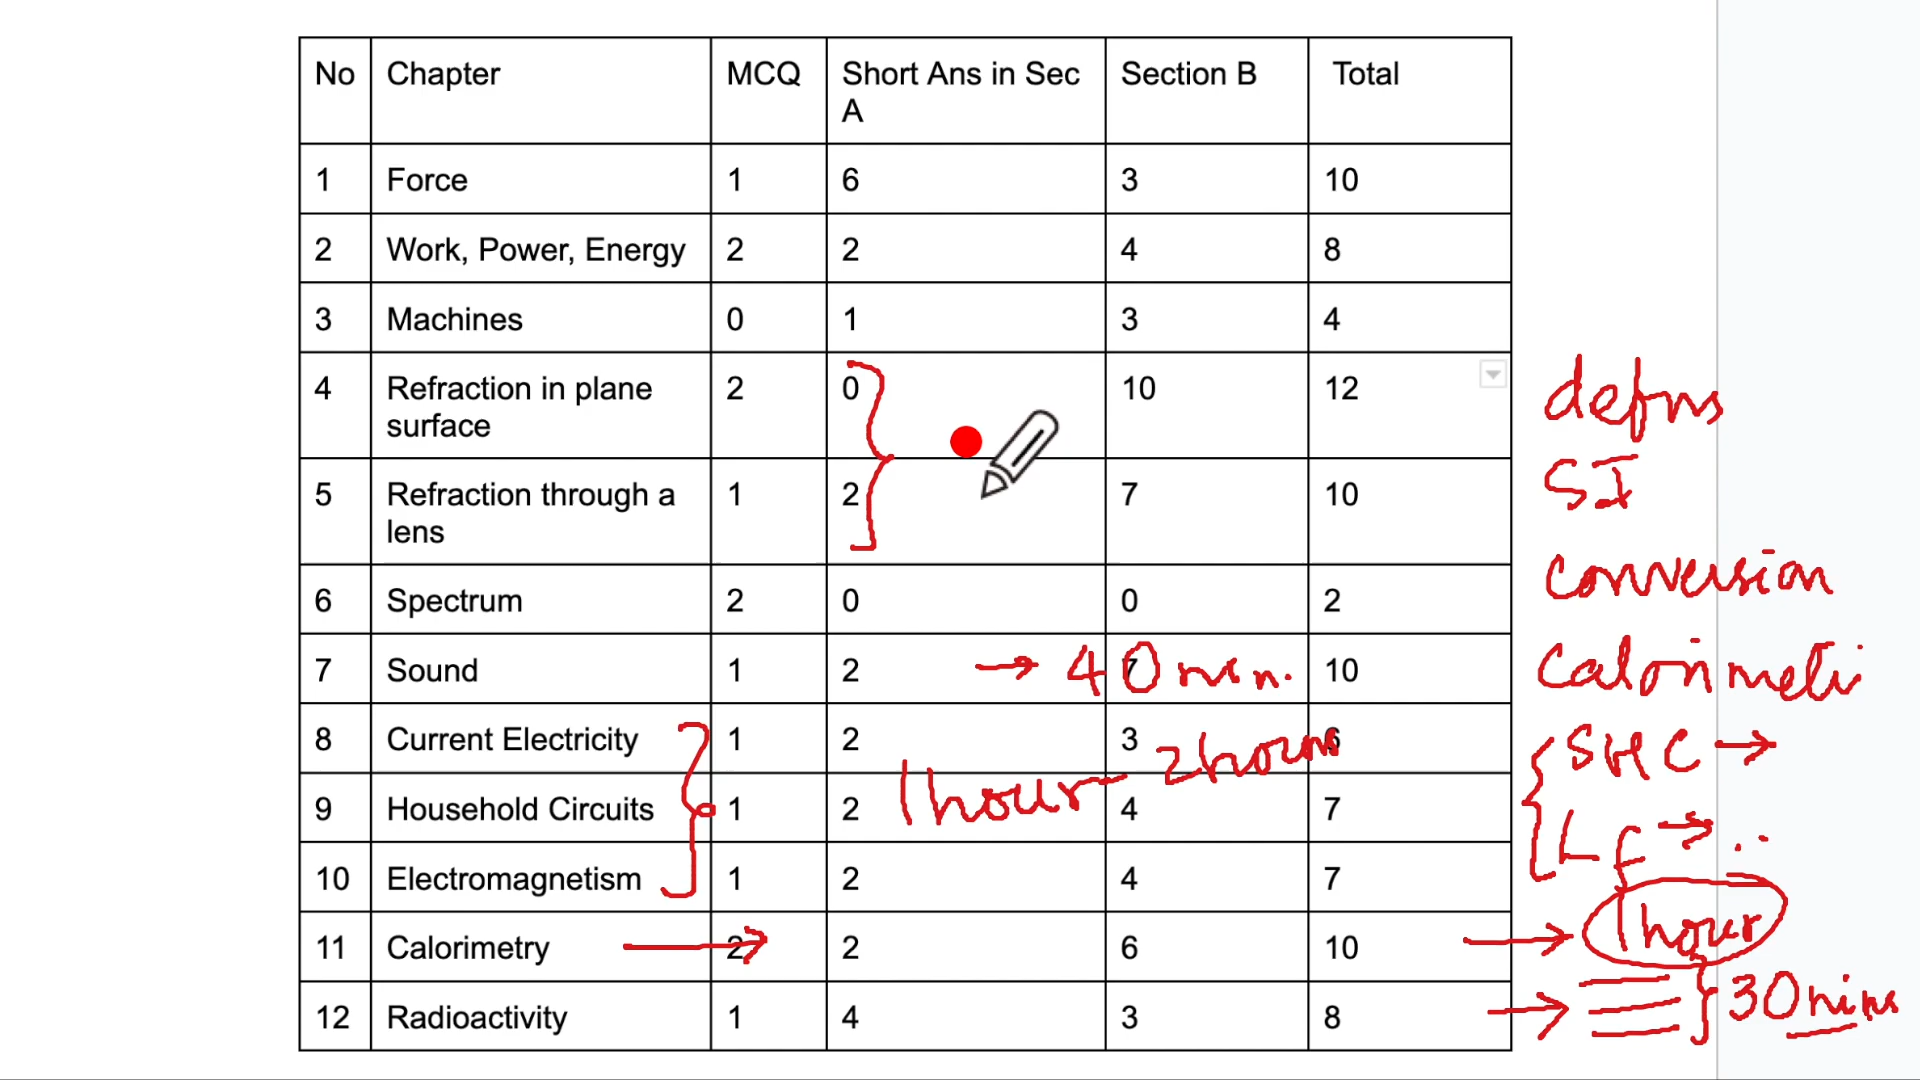 No Chapter MCQ Short Ans in Sec A Section B Total
1 Force 1 6 3 10
2 Work, Power, Energy 2 2 4 8
3 Machines 0 1 3 4
4 Refraction in plane surface 2 0 10 12
5 Refraction through a lens 1 2 7 10
6 Spectrum 2 0 0 2
7 Sound 1 2 7 10
8 Current Electricity 1 2 3 6
9 Household Circuits 1 2 4 7
10 Electromagnetism 1 2 4 7
11 Calorimetry 2 2 6 10
12 Radioactivity 1 4 3 8
→ 40 min.
1 hour - 2 hours
defns
SI
conversion
SHC →
Lf → ..
→ 1 hour
→ 30 mins